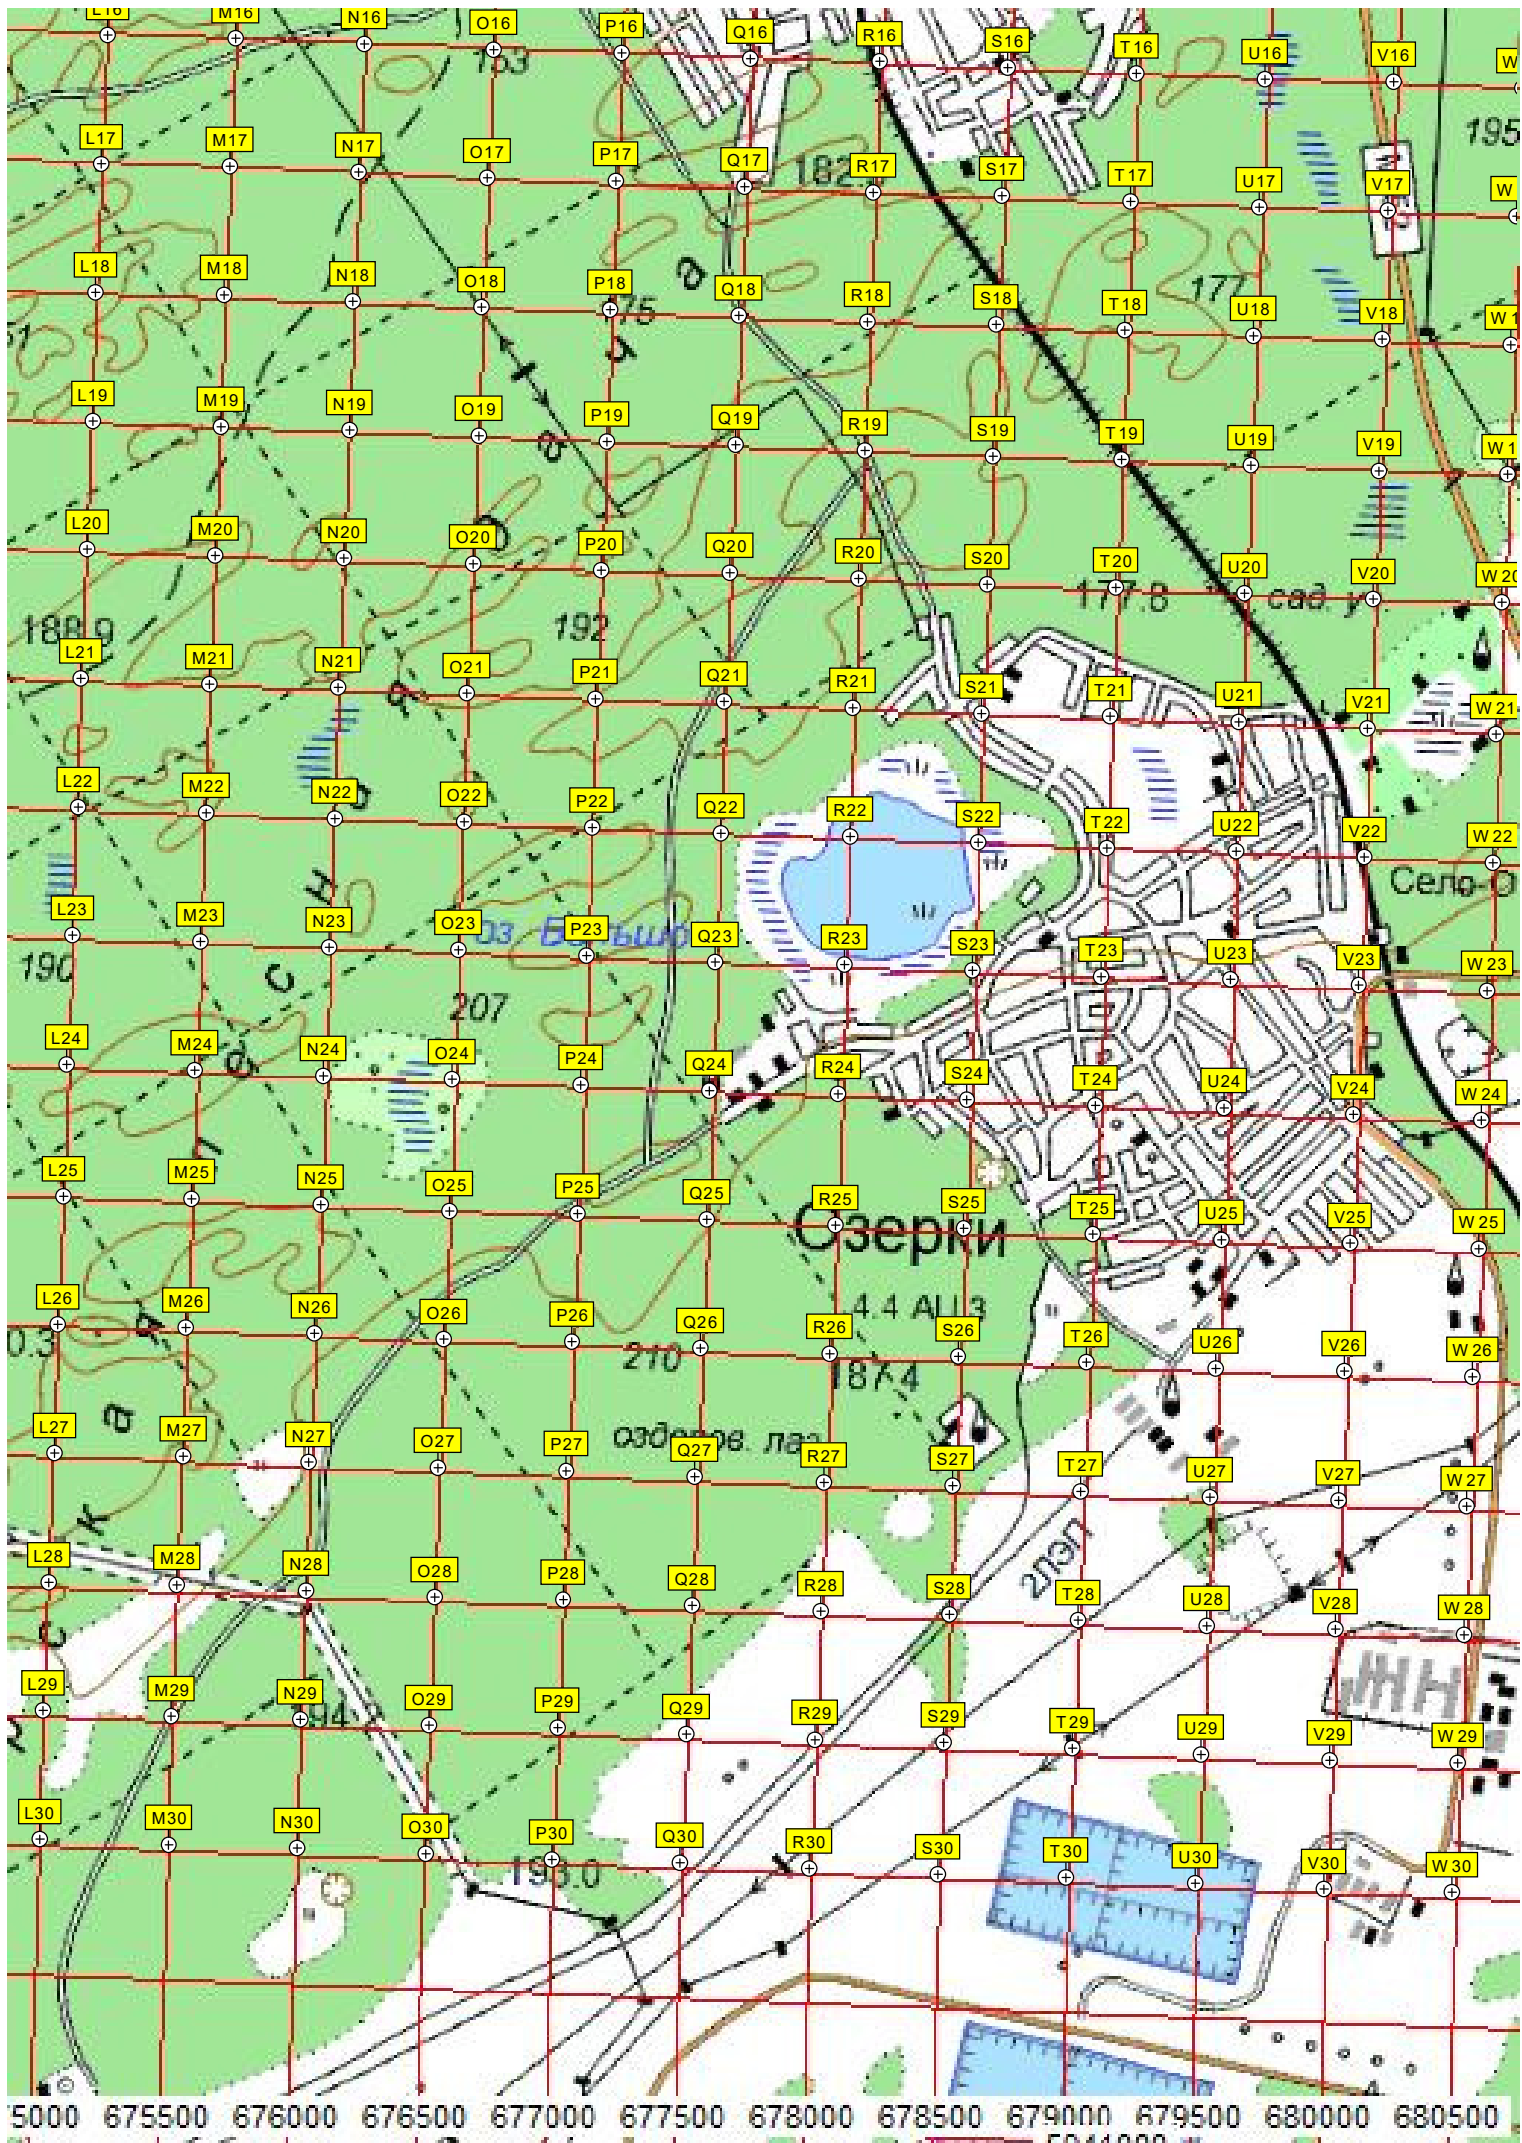 L16 M16 N16 O16 P16 Q16 R16 S16 T16 U16 V16 W
153
L17 M17 N17 O17 P17 Q17 R17 S17 T17 U17 V17 W
195
L18 M18 N18 O18 P18 Q18 R18 S18 T18 U18 V18 W1
177
L19 M19 N19 O19 P19 Q19 R19 S19 T19 U19 V19 W1
L20 M20 N20 O20 P20 Q20 R20 S20 T20 U20 V20 W20
188.9
192
177.8
сад. у
L21 M21 N21 O21 P21 Q21 R21 S21 T21 U21 V21 W21
L22 M22 N22 O22 P22 Q22 R22 S22 T22 U22 V22 W22
Село-О
L23 M23 N23 O23 P23 Q23 R23 S23 T23 U23 V23 W23
190
207
L24 M24 N24 O24 P24 Q24 R24 S24 T24 U24 V24 W24
L25 M25 N25 O25 P25 Q25 R25 S25 T25 U25 V25 W25
Озерки
L26 M26 N26 O26 P26 Q26 R26 S26 T26 U26 V26 W26
0.3
210
187.4
L27 M27 N27 O27 P27 Q27 R27 S27 T27 U27 V27 W27
2ЛЭП
L28 M28 N28 O28 P28 Q28 R28 S28 T28 U28 V28 W28
L29 M29 N29 O29 P29 Q29 R29 S29 T29 U29 V29 W29
L30 M30 N30 O30 P30 Q30 R30 S30 T30 U30 V30 W30
193.0
5000 675500 676000 676500 677000 677500 678000 678500 679000 679500 680000 680500